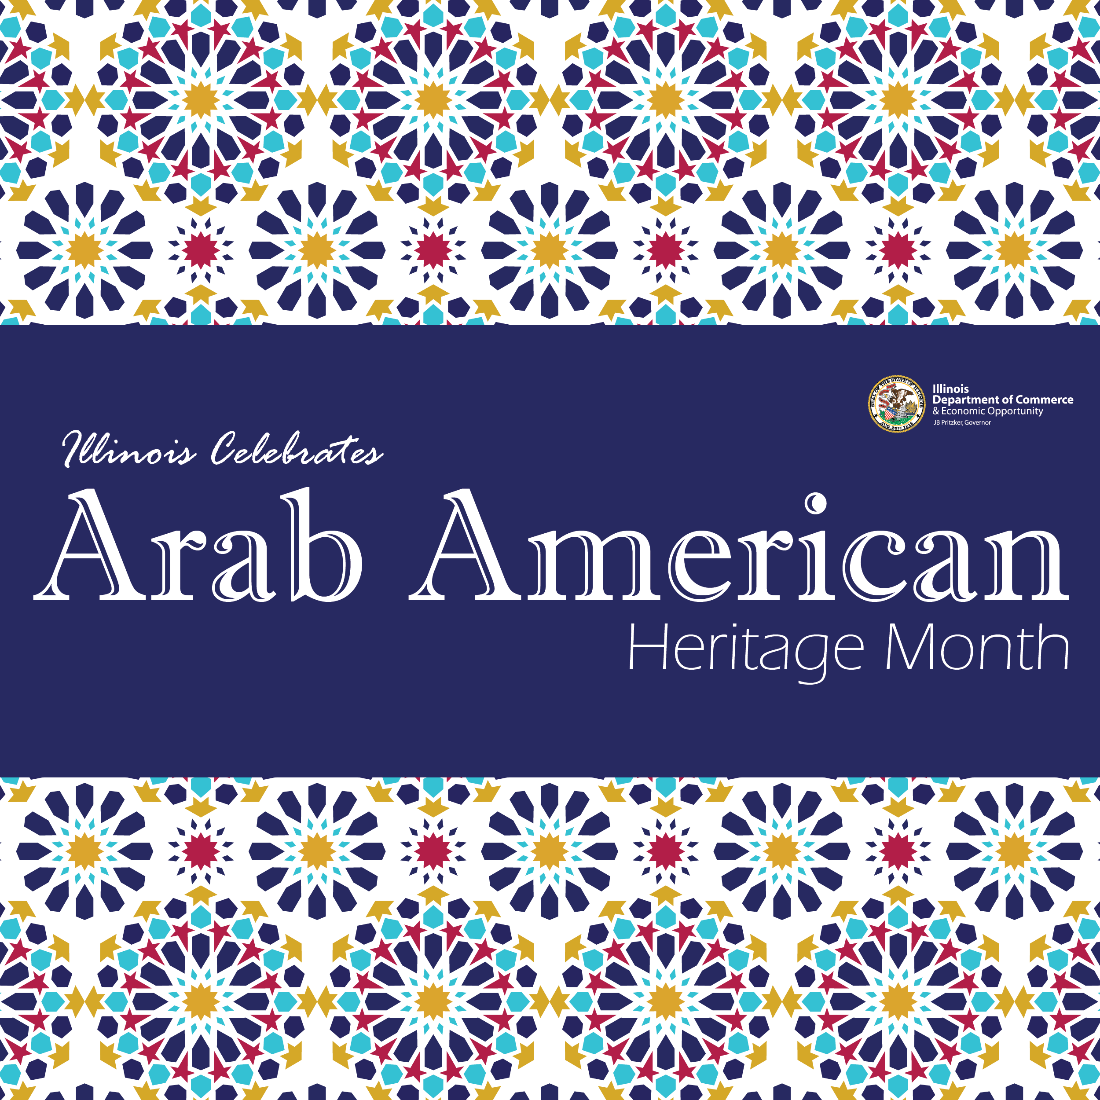 Illinois
Department of Commerce
& Economic Opportunity
JB Pritzker, Governor
Illinois Celebrates
Arab American
Heritage Month